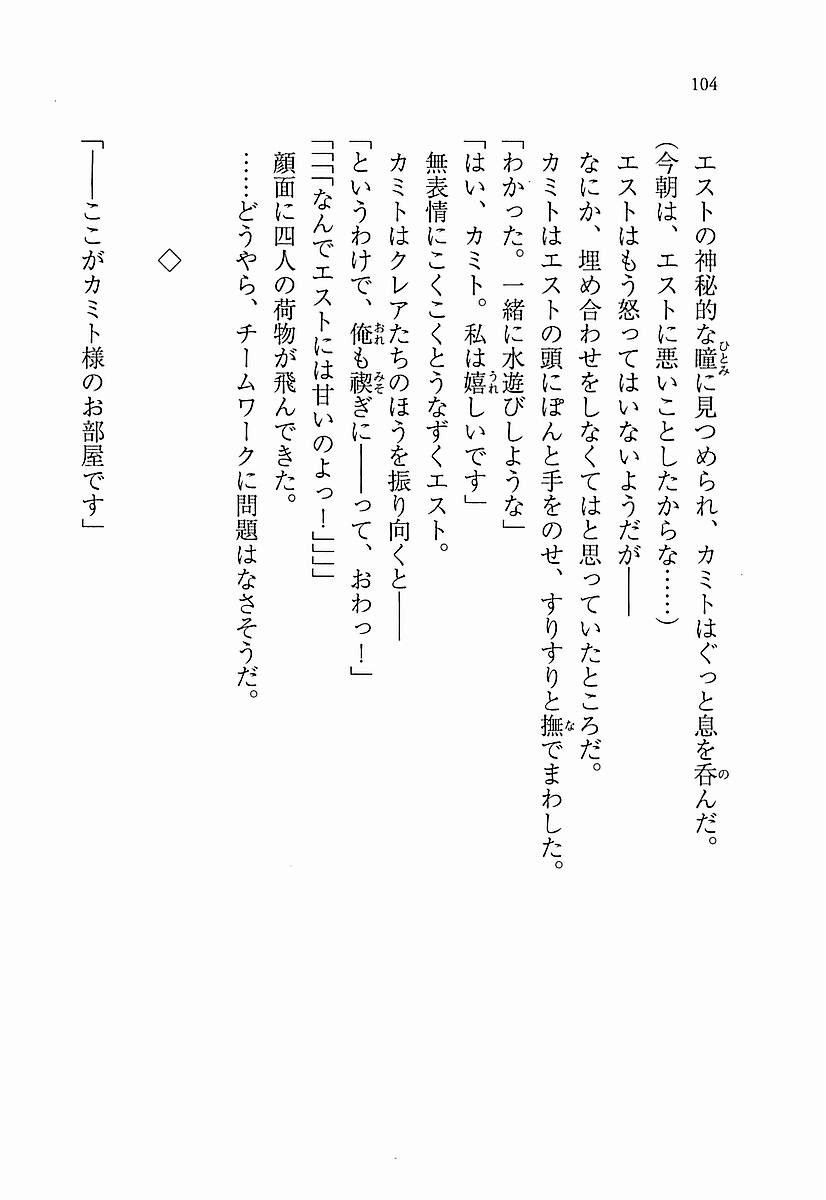 104
エストの神秘的な瞳に見つめられ、カミトはぐっと息を呑んだ。
(今朝は、エストに悪いことしたからな……)
エストはもう怒ってはいないようだが――
なにか、埋め合わせをしなくてはと思っていたところだ。
カミトはエストの頭にぽんと手をのせ、すりすりと撫でまわした。
「わかった。一緒に水遊びしような」
「はい、カミト。私は嬉しいです」
無表情にこくこくとうなずくエスト。
カミトはクレアたちのほうを振り向くと――
「というわけで、俺も禊ぎに――って、おわっ!」
「「「「なんでエストには甘いのよっ!」」」」
顔面に四人の荷物が飛んできた。
……どうやら、チームワークに問題はなさそうだ。
◇
「――ここがカミト様のお部屋です」